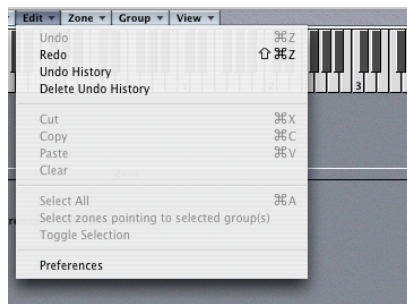 Edit ▼ Zone ▼ Group ▼ View ▼
Undo ⌘Z
Redo ⇧⌘Z
Undo History
Delete Undo History
Cut ⌘X
Copy ⌘C
Paste ⌘V
Clear
Select All ⌘A
Select zones pointing to selected group(s)
Toggle Selection
Preferences
3